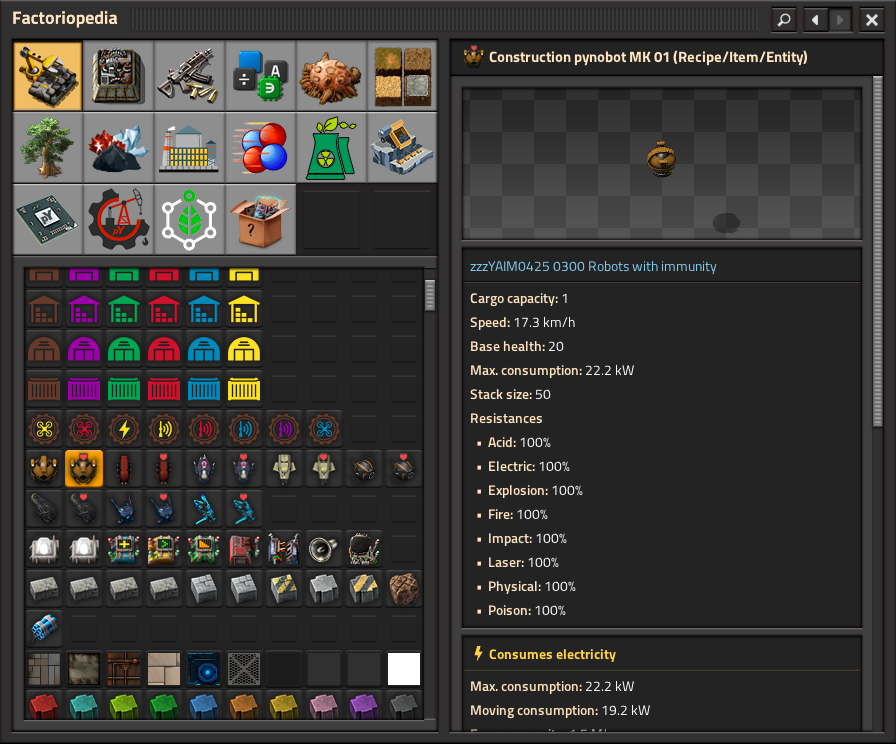 Factoriopedia
Construction pynobot MK 01 (Recipe/Item/Entity)
zzzYAIM0425 0300 Robots with immunity
Cargo capacity: 1
Speed: 17.3 km/h
Base health: 20
Max. consumption: 22.2 kW
Stack size: 50
Resistances
▪ Acid: 100%
▪ Electric: 100%
▪ Explosion: 100%
▪ Fire: 100%
▪ Impact: 100%
▪ Laser: 100%
▪ Physical: 100%
▪ Poison: 100%
Consumes electricity
Max. consumption: 22.2 kW
Moving consumption: 19.2 kW